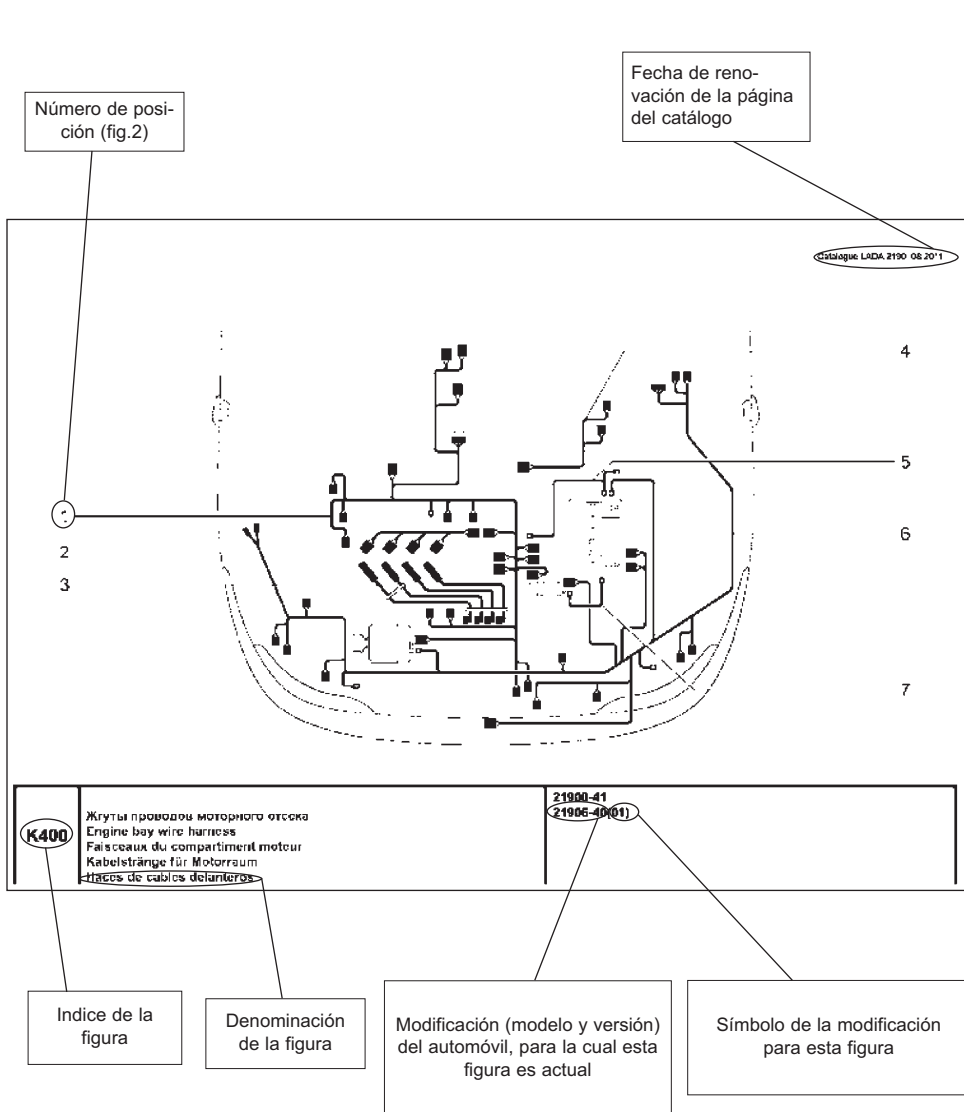 Fecha de reno-
vación de la página
del catálogo
Número de posi-
ción (fig.2)
Catalogue LADA 2190 08.2011
4
5
1
6
2
3
7
K400
Жгуты проводов моторного отсека
Engine bay wire harness
Faisceaux du compartiment moteur
Kabelstränge für Motorraum
Haces de cables delanteros
21900-41
21905-40(01)
Indice de la
figura
Denominación
de la figura
Modificación (modelo y versión)
del automóvil, para la cual esta
figura es actual
Símbolo de la modificación
para esta figura